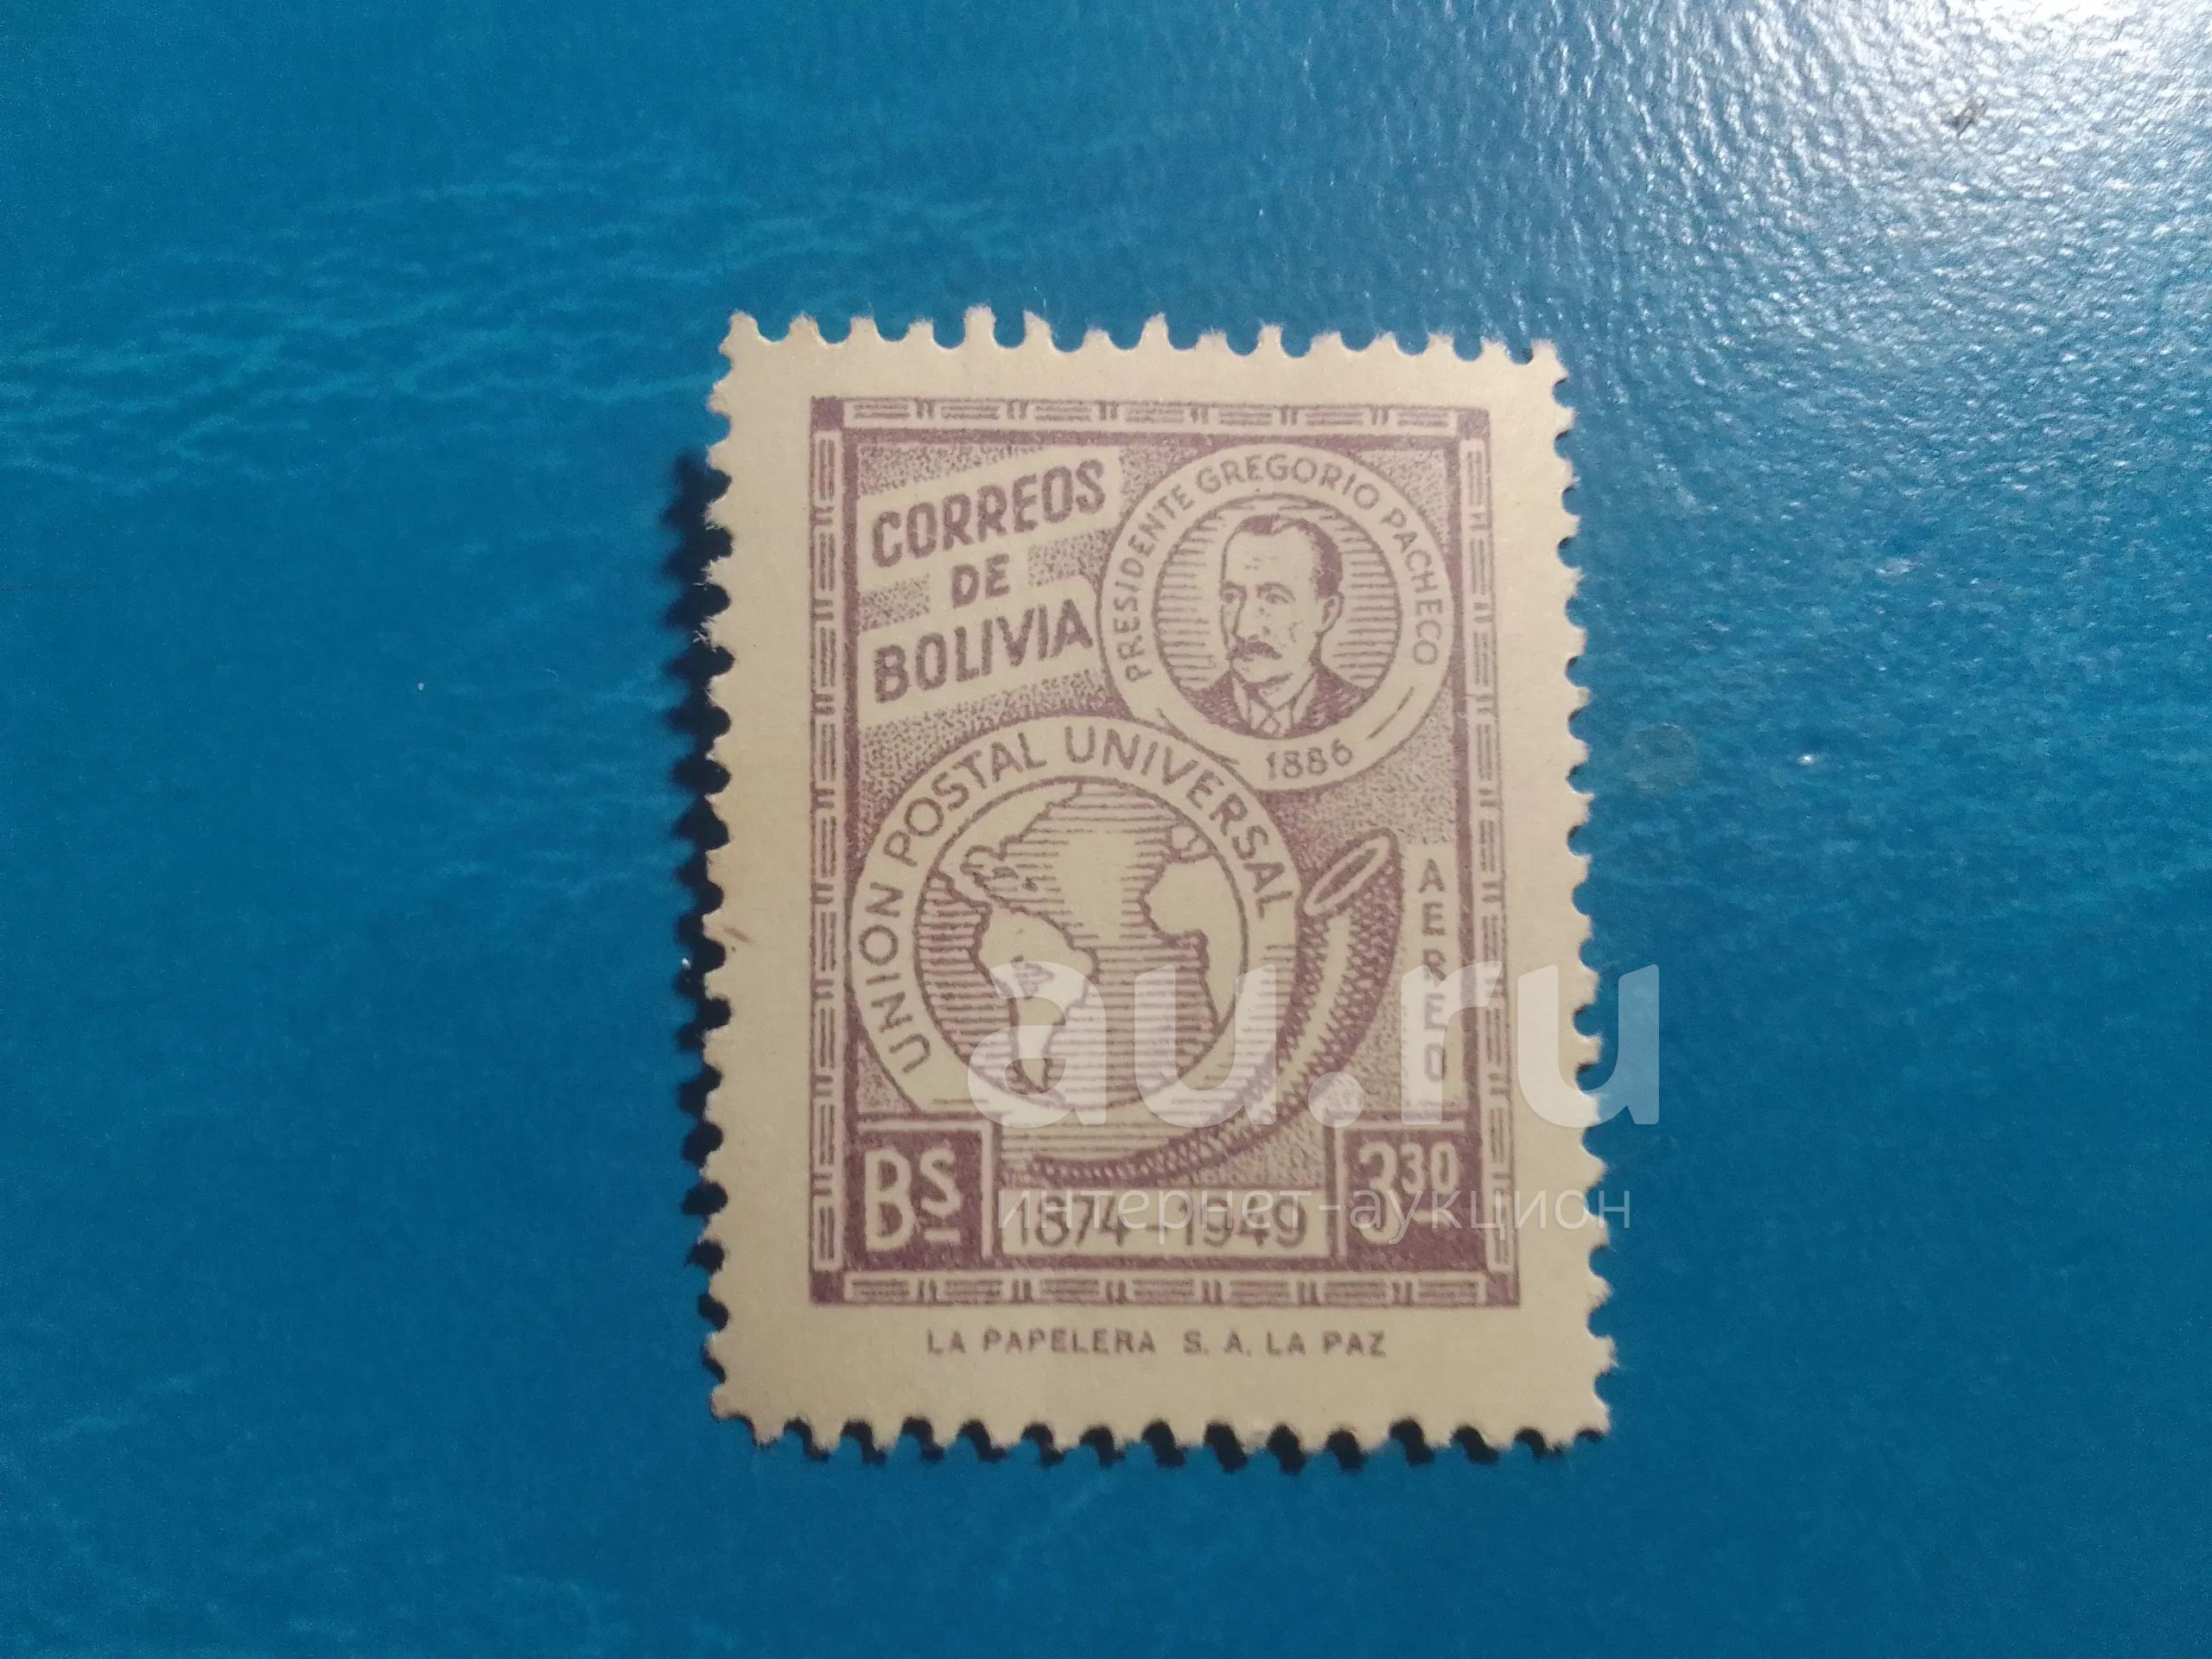 CORREOS
DE
BOLIVIA
PRESIDENTE GREGORIO PACHECO
1886
UNION POSTAL UNIVERSAL
AEREO
Bs
3.30
1874-1949
LA PAPELERA S. A. LA PAZ
au.ru
интернет-аукцион